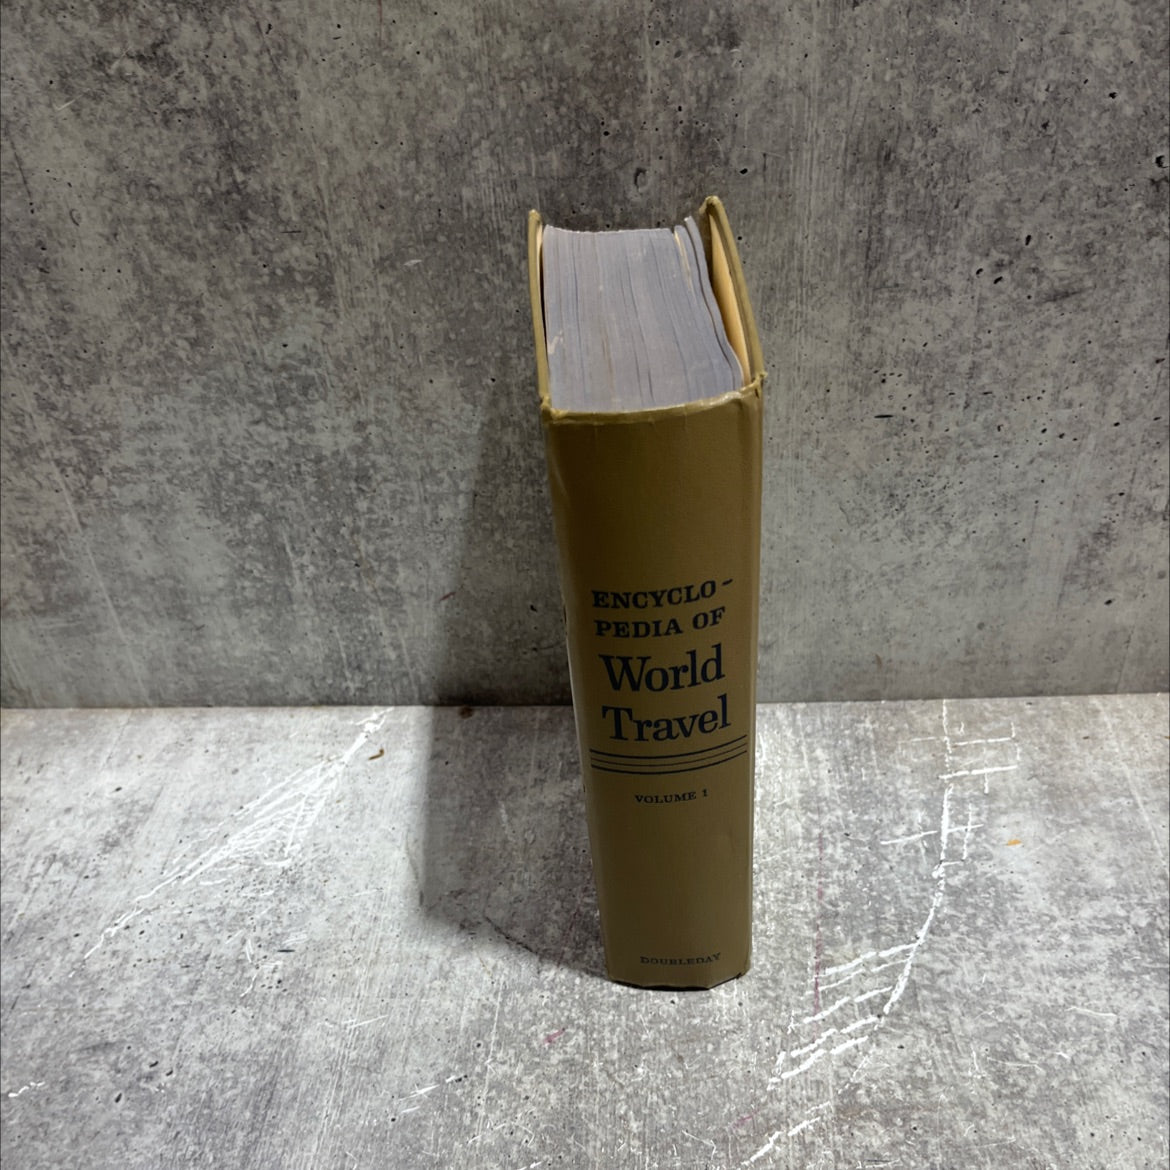 ENCYCLO-
PEDIA OF
World
Travel
VOLUME 1
DOUBLEDAY